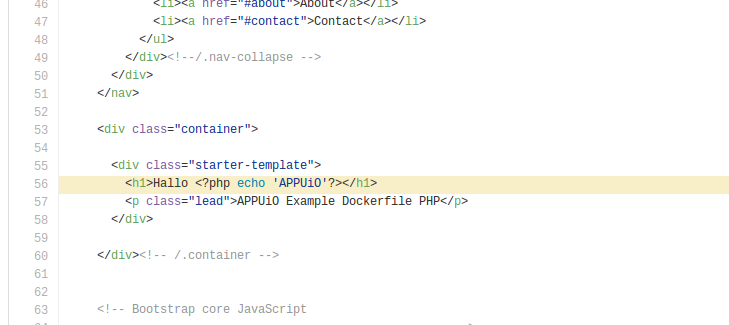 46 <li><a href="#about">About</a></li>
47 <li><a href="#contact">Contact</a></li>
48 </ul>
49 </div><!--/.nav-collapse -->
50 </div>
51 </nav>
52
53 <div class="container">
54
55 <div class="starter-template">
56 <h1>Hallo <?php echo 'APPUiO'?></h1>
57 <p class="lead">APPUiO Example Dockerfile PHP</p>
58 </div>
59
60 </div><!-- /.container -->
61
62
63 <!-- Bootstrap core JavaScript